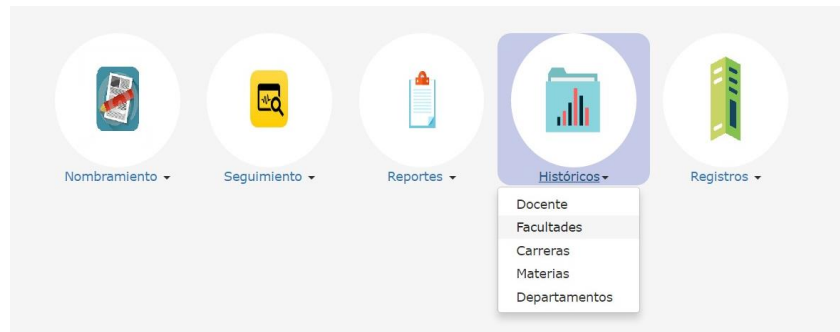 Nombramiento
Seguimiento
Reportes
Históricos
Registros
Docente
Facultades
Carreras
Materias
Departamentos